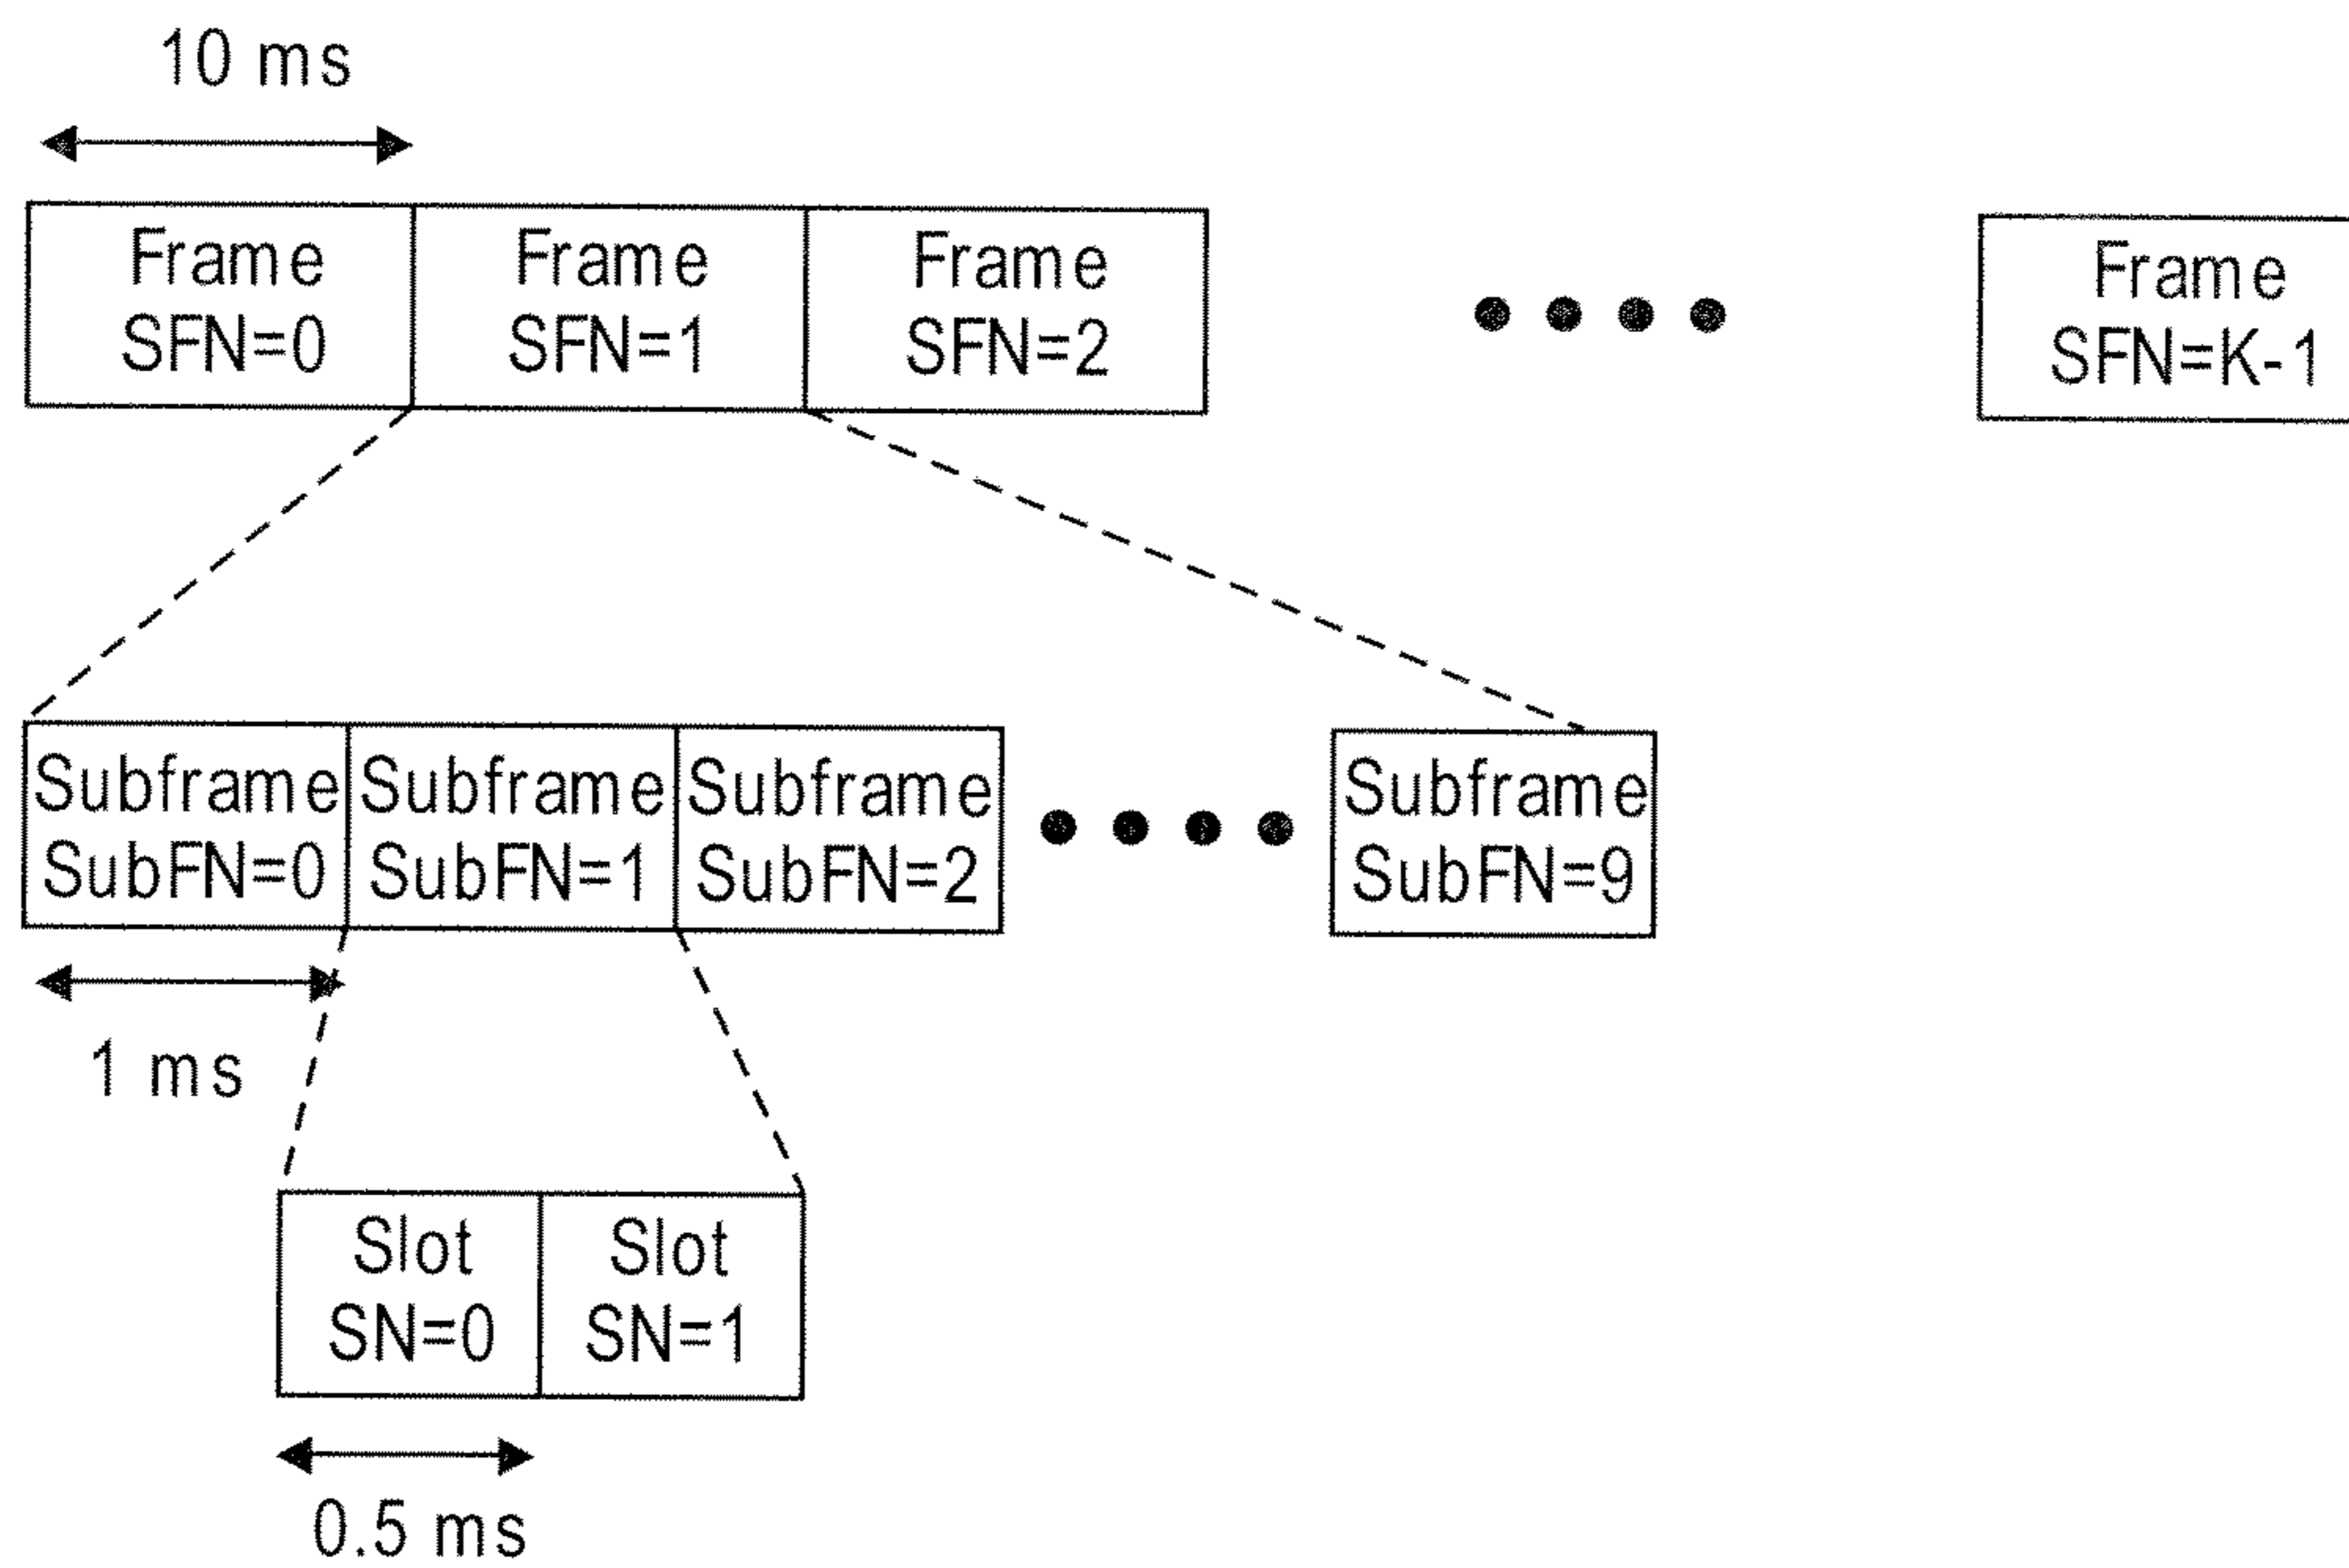 10 ms
Frame
SFN=0
Frame
SFN=1
Frame
SFN=2
Frame
SFN=K-1
Subframe
SubFN=0
Subframe
SubFN=1
Subframe
SubFN=2
Subframe
SubFN=9
1 ms
Slot
SN=0
Slot
SN=1
0.5 ms